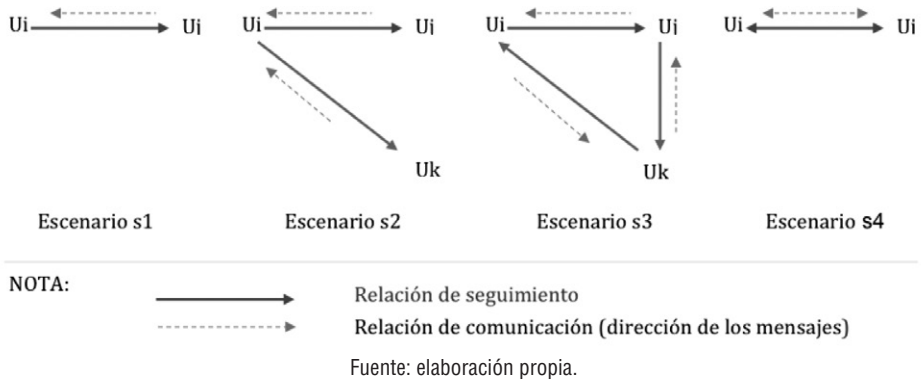 Ui Uj Ui Uj Ui Uj Ui Uj
Uk Uk
Escenario s1 Escenario s2 Escenario s3 Escenario s4
NOTA:
Relación de seguimiento
Relación de comunicación (dirección de los mensajes)
Fuente: elaboración propia.